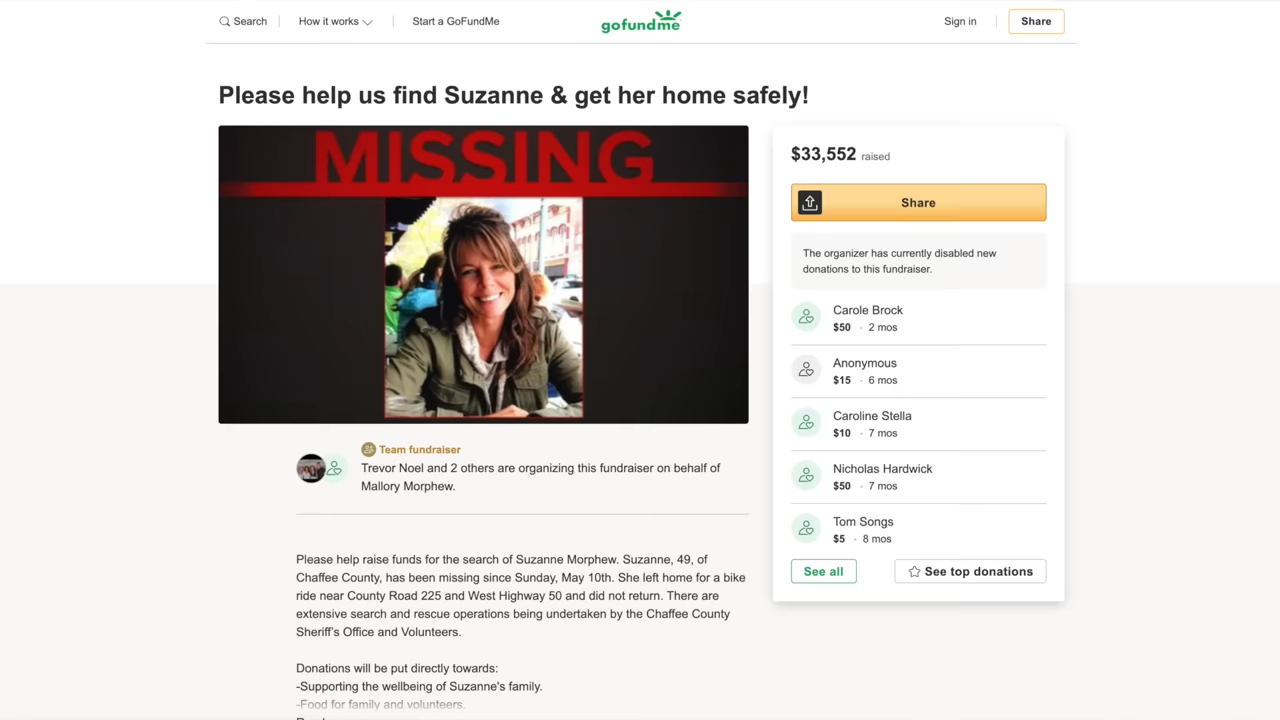 Search
How it works
Start a GoFundMe
gofundme
Sign in
Share
Please help us find Suzanne & get her home safely!
MISSING
$33,552 raised
Share
The organizer has currently disabled new
donations to this fundraiser.
Carole Brock
$50 · 2 mos
Anonymous
$15 · 6 mos
Caroline Stella
$10 · 7 mos
Nicholas Hardwick
$50 · 7 mos
Tom Songs
$5 · 8 mos
See all
See top donations
Team fundraiser
Trevor Noel and 2 others are organizing this fundraiser on behalf of
Mallory Morphew.
Please help raise funds for the search of Suzanne Morphew. Suzanne, 49, of
Chaffee County, has been missing since Sunday, May 10th. She left home for a bike
ride near County Road 225 and West Highway 50 and did not return. There are
extensive search and rescue operations being undertaken by the Chaffee County
Sheriff's Office and Volunteers.
Donations will be put directly towards:
-Supporting the wellbeing of Suzanne's family.
-Food for family and volunteers.